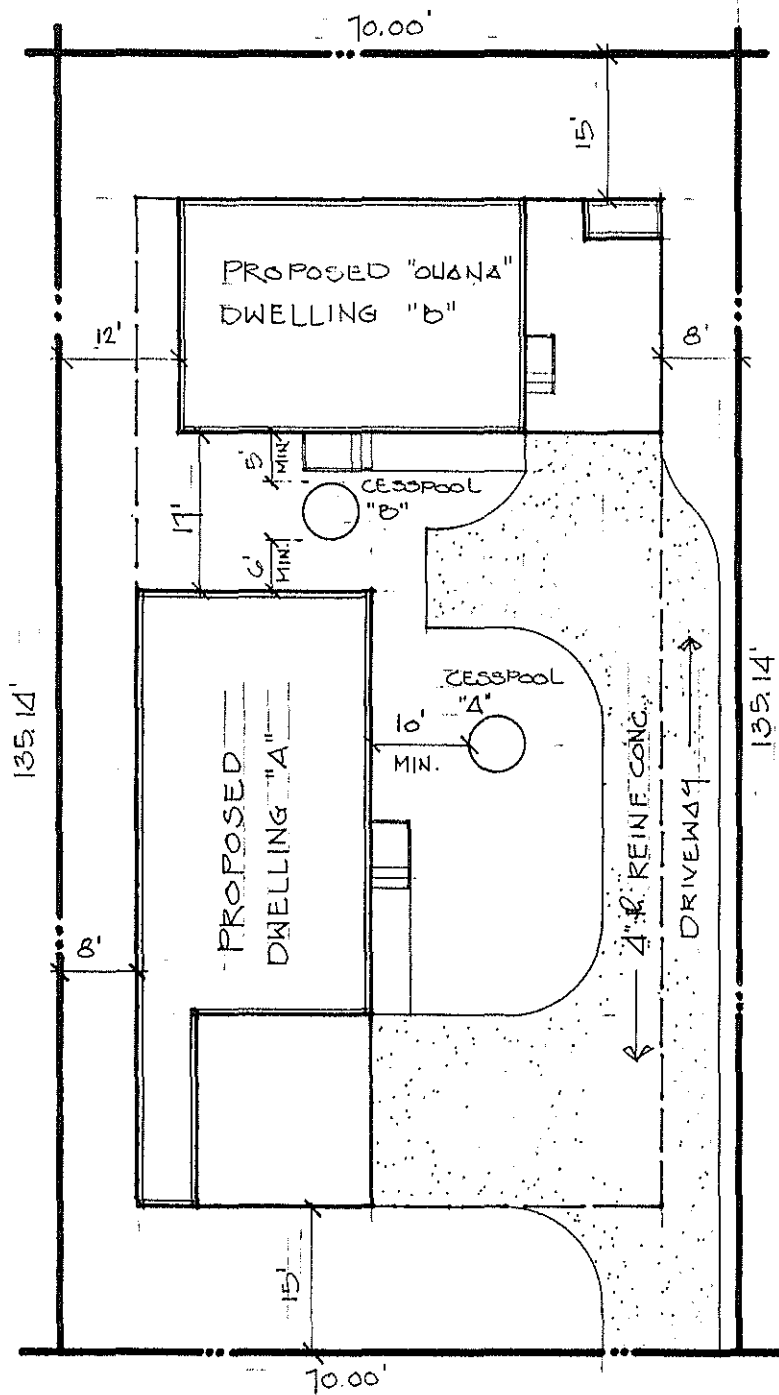 70.00'
15'
PROPOSED "OHANA"
DWELLING "B"
12'
8'
5'
MIN.
CESSPOOL
"B"
17'
6'
MIN.
135.14'
135.14'
CESSPOOL
"A"
10'
MIN.
PROPOSED
DWELLING "A"
4" REINF. CONC.
DRIVEWAY
8'
15'
70.00'